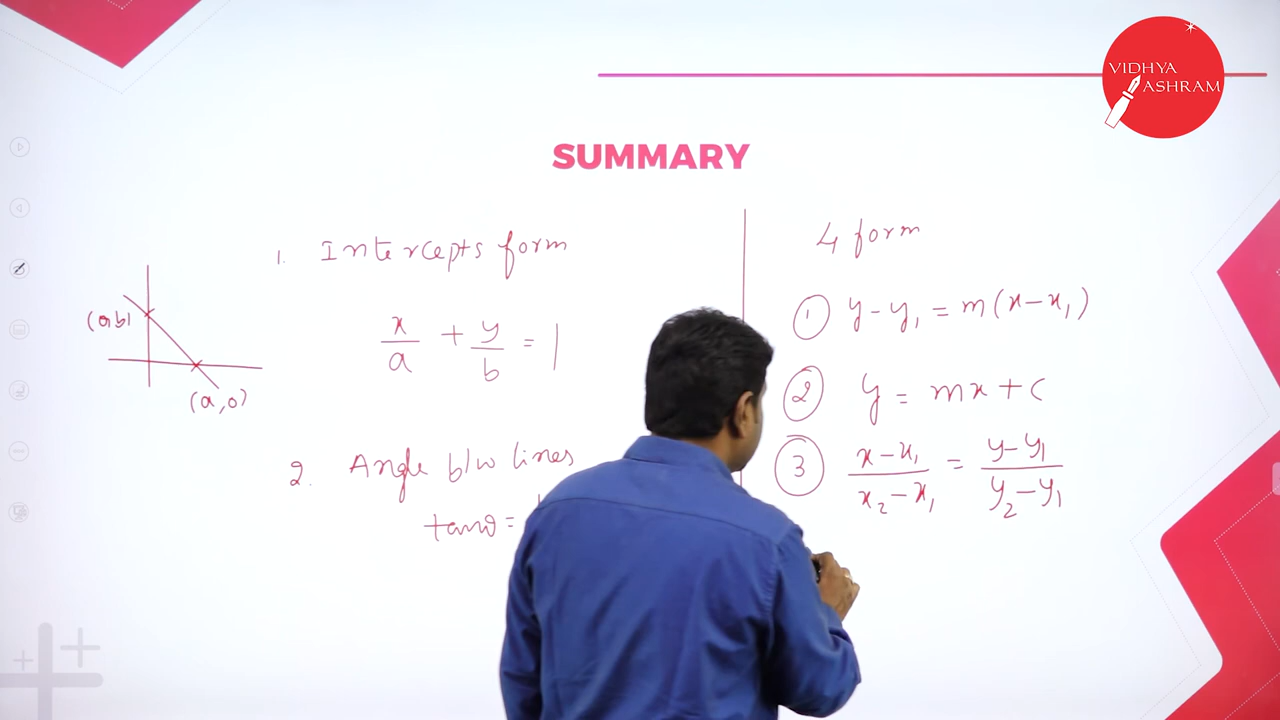 VIDHYA
ASHRAM
SUMMARY
1. Intercepts form
x/a + y/b = 1
(0,b)
(a,0)
2. Angle b/w lines
tanθ =
4 form
① y-y₁ = m(x-x₁)
② y = mx+c
③ x-x₁/x₂-x₁ = y-y₁/y₂-y₁